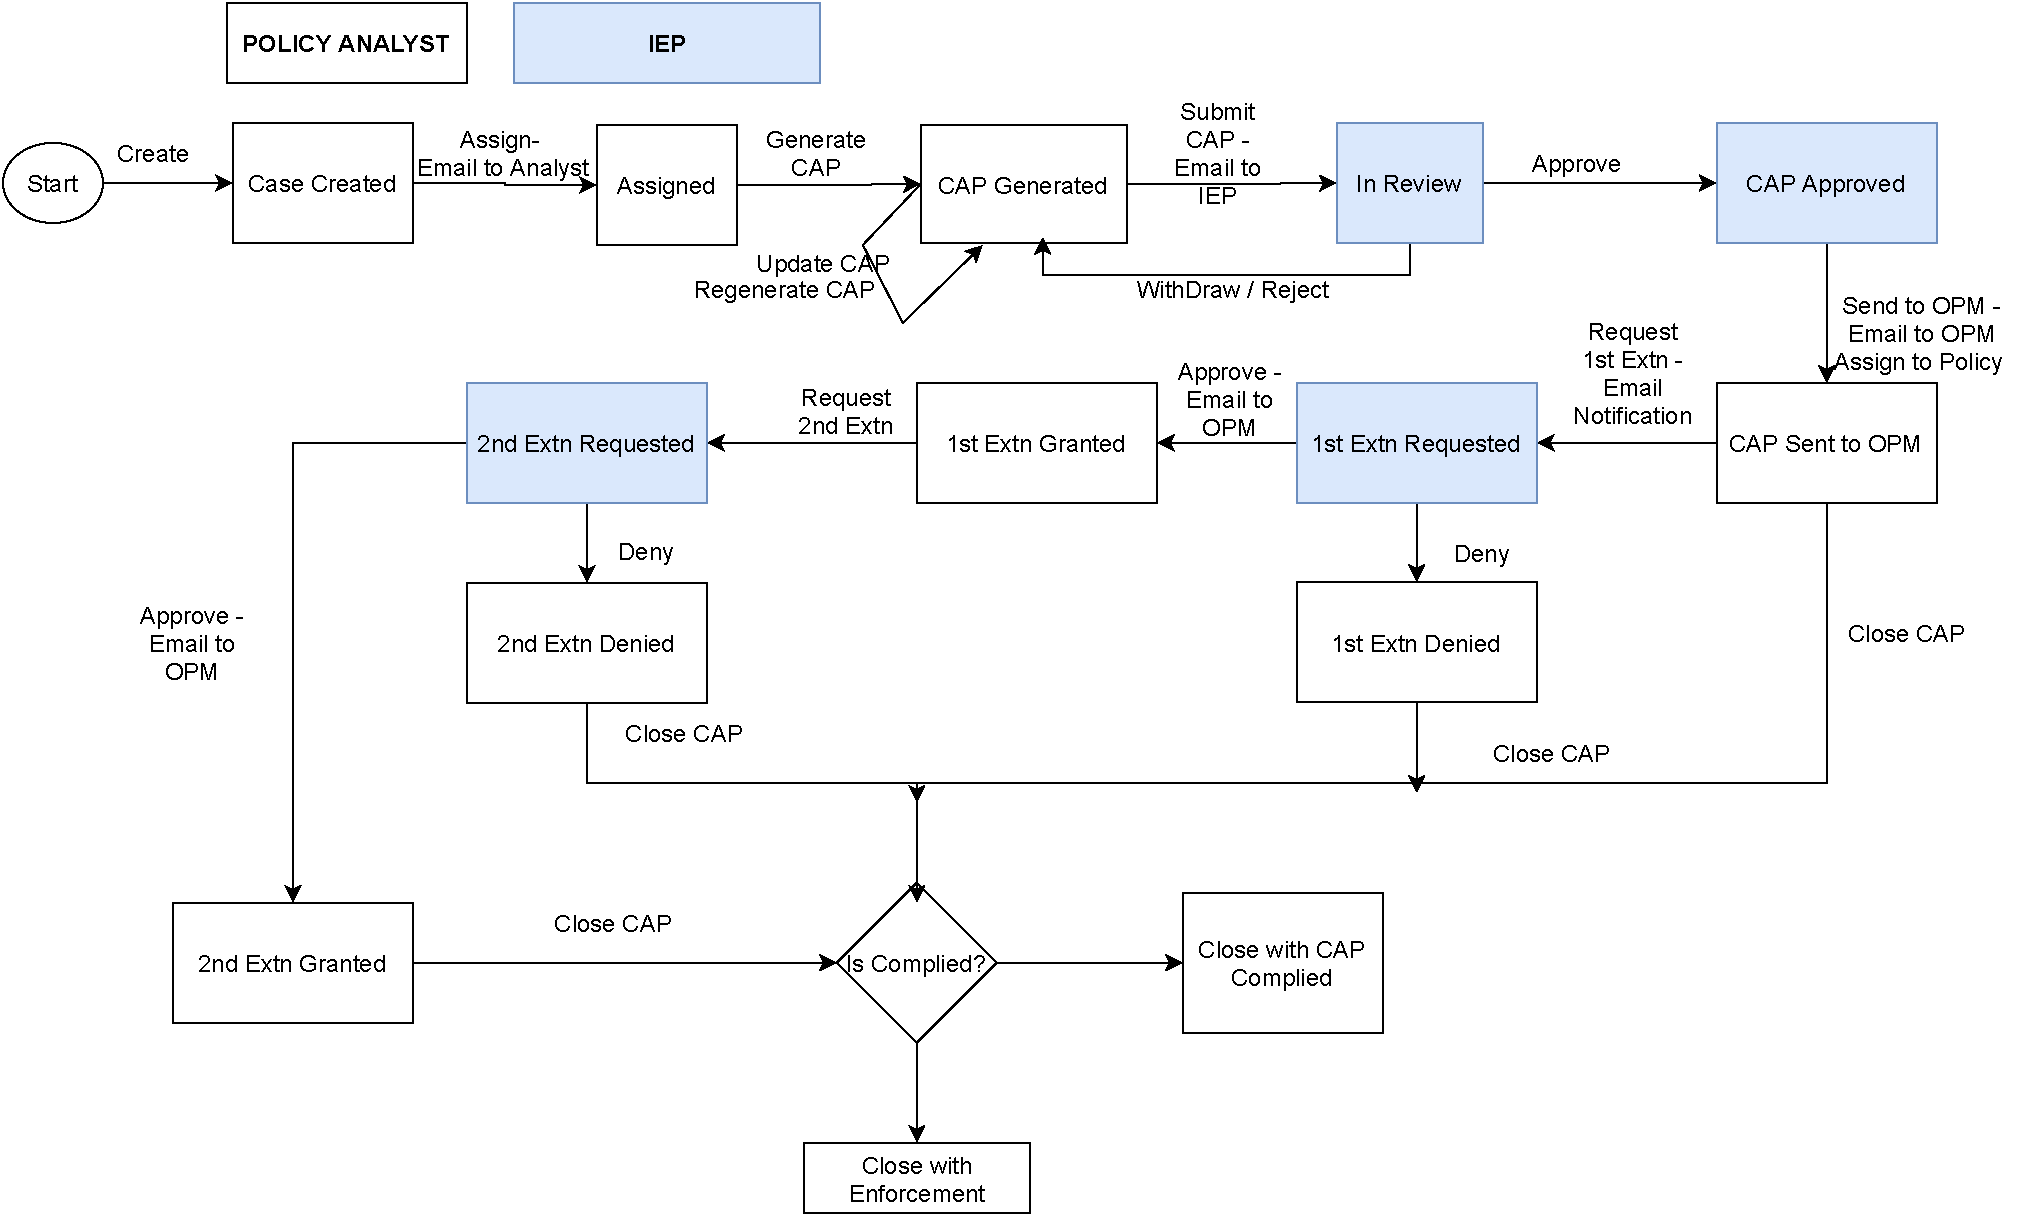 POLICY ANALYST
IEP
Start
Create
Case Created
Assign-
Email to Analyst
Assigned
Generate
CAP
CAP Generated
Submit
CAP -
Email to
IEP
In Review
Approve
CAP Approved
Update CAP
Regenerate CAP
WithDraw / Reject
Send to OPM -
Email to OPM
Assign to Policy
2nd Extn Requested
Request
2nd Extn
1st Extn Granted
Approve -
Email to
OPM
1st Extn Requested
Request
1st Extn -
Email
Notification
CAP Sent to OPM
Deny
Deny
Approve -
Email to
OPM
2nd Extn Denied
1st Extn Denied
Close CAP
Close CAP
Close CAP
2nd Extn Granted
Close CAP
Is Complied?
Close with CAP
Complied
Close with
Enforcement